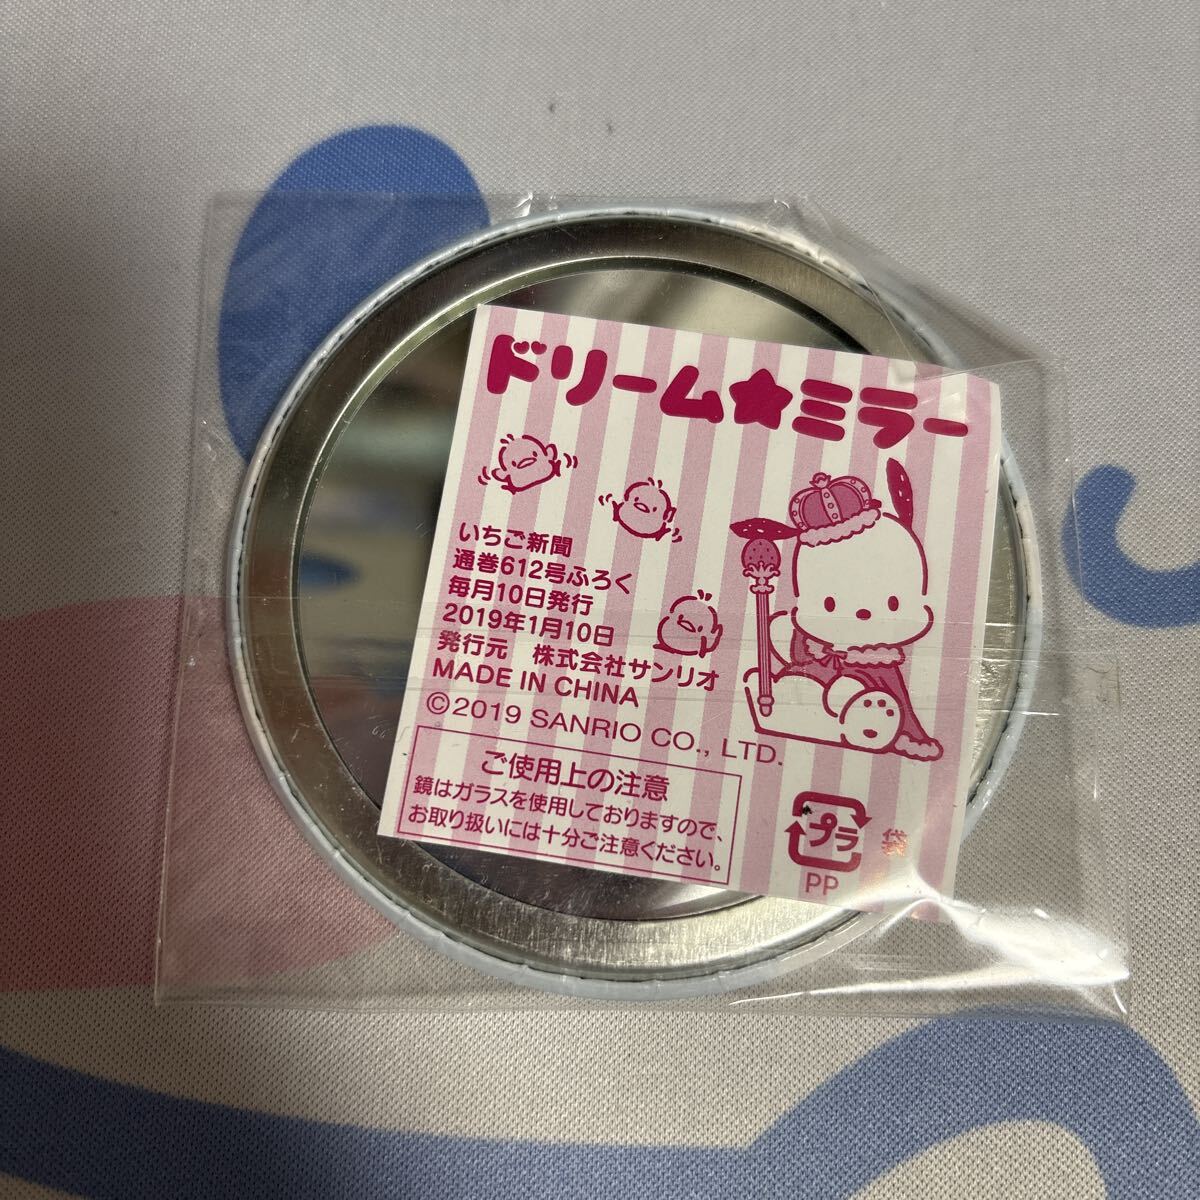 ドリーム★ミラー
いちご新聞
通巻612号ふろく
毎月10日発行
2019年1月10日
発行元 株式会社サンリオ
MADE IN CHINA
©2019 SANRIO CO., LTD.
ご使用上の注意
鏡はガラスを使用しておりますので、
お取り扱いには十分ご注意ください。
プラ 袋
PP